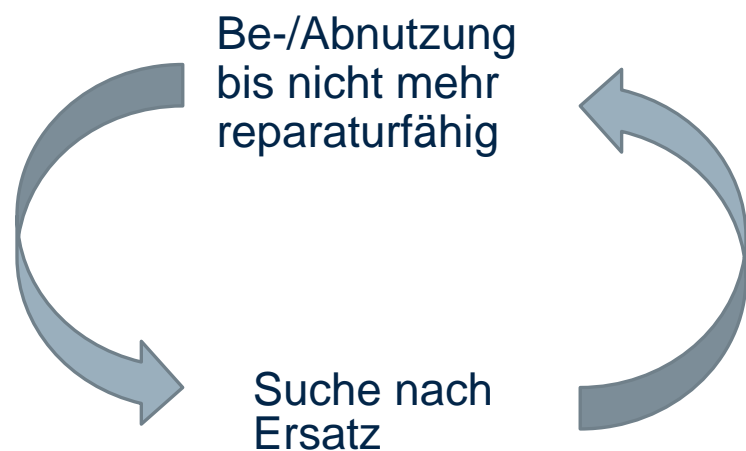 Be-/Abnutzung
bis nicht mehr
reparaturfähig
Suche nach
Ersatz